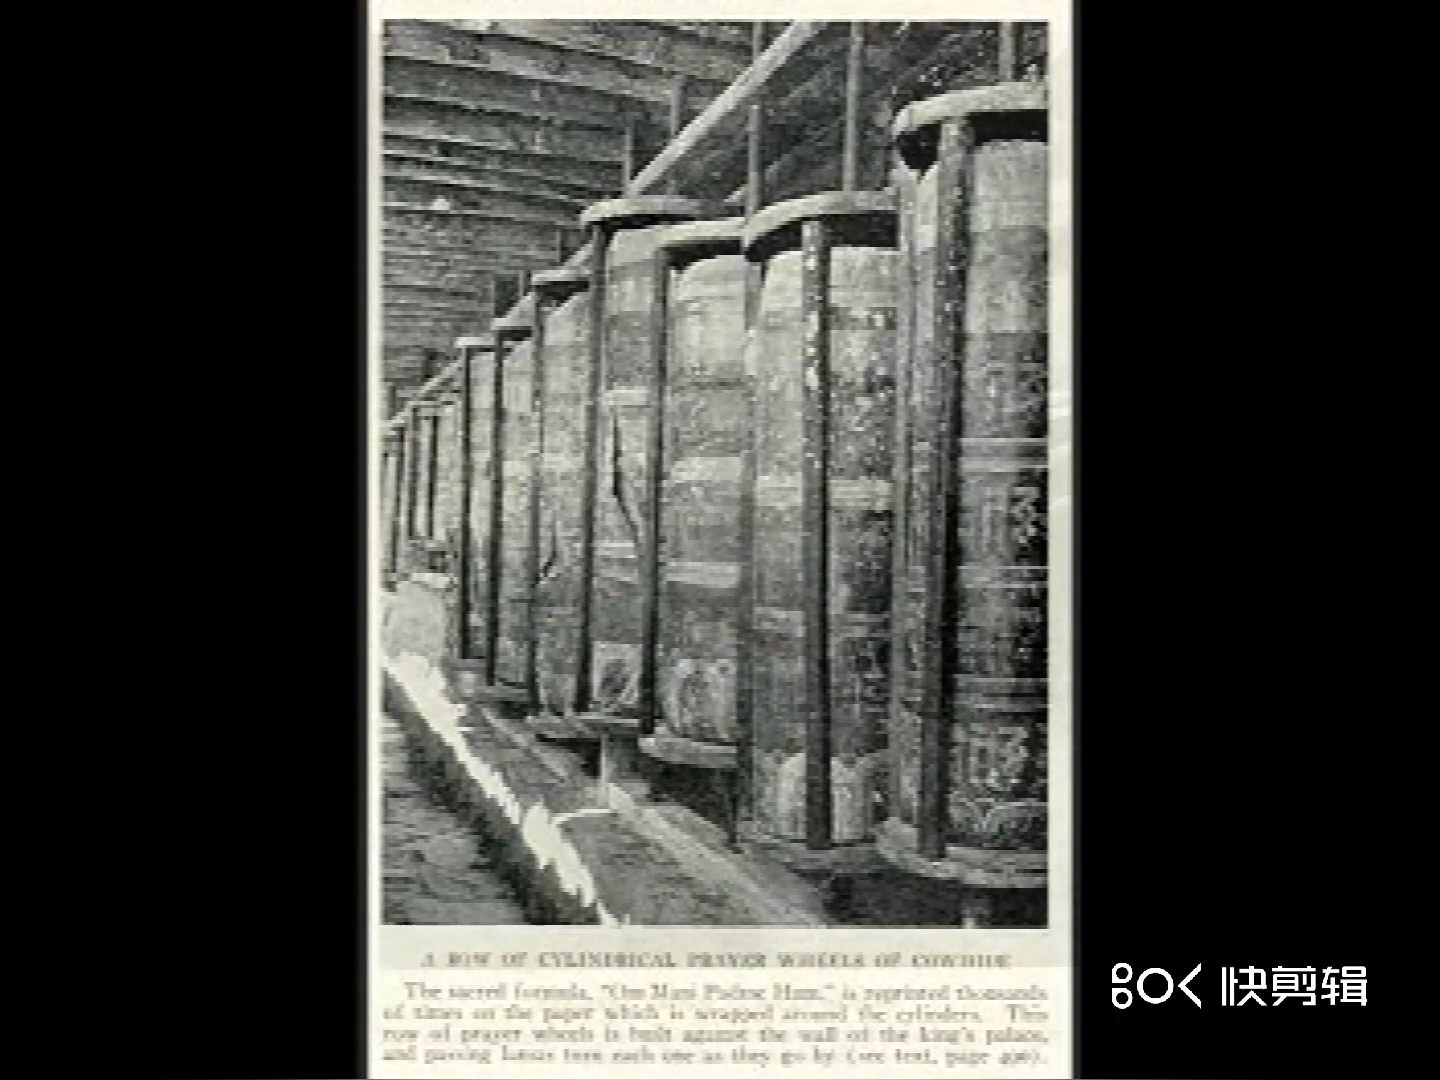 A ROW OF CYLINDRICAL PRAYER WHEELS OF COWHIDE
The sacred formula, "Om Mani Padme Hum," is reprinted thousands
of times on the paper which is wrapped around the cylinders. This
row of prayer wheels is built against the wall of the king's palace,
and passing lamas turn each one as they go by (see text, page
快剪辑